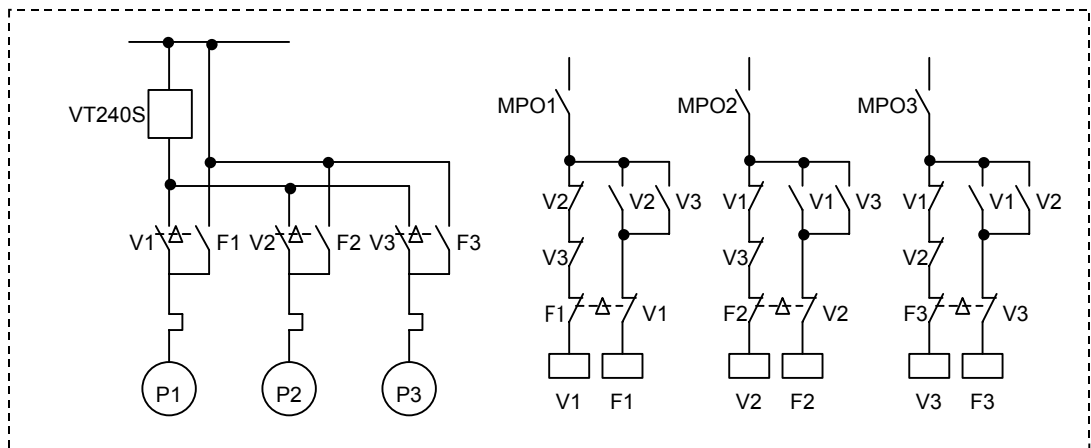 VT240S
V1 F1 V2 F2 V3 F3
P1 P2 P3
MPO1 MPO2 MPO3
V2 V2 V3 V1 V1 V3 V1 V1 V2
V3 V3 V2
F1 V1 F2 V2 F3 V3
V1 F1 V2 F2 V3 F3